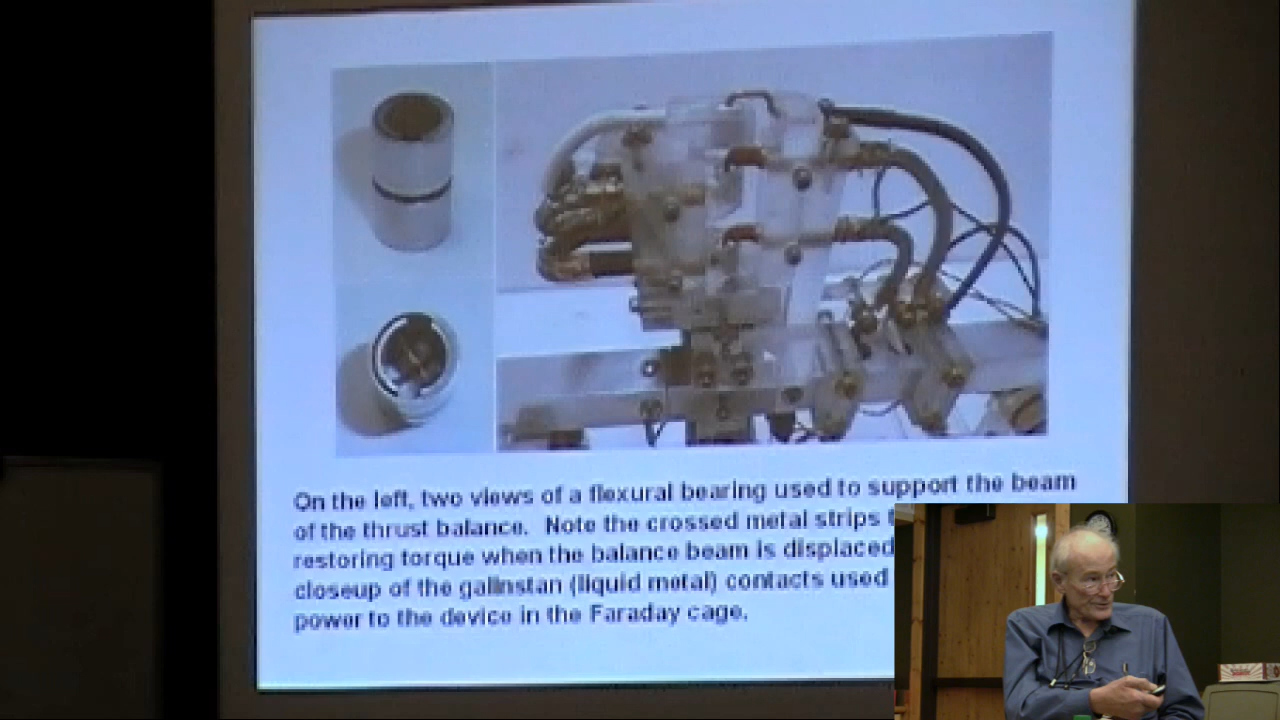 On the left, two views of a flexural bearing used to support the beam
of the thrust balance. Note the crossed metal strips
restoring torque when the balance beam is displaced
closeup of the galinstan (liquid metal) contacts used
power to the device in the Faraday cage.